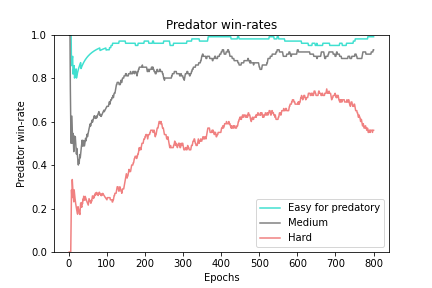 Predator win-rates
Predator win-rate
1.0
0.8
0.6
0.4
0.2
0.0
Easy for predatory
Medium
Hard
0 100 200 300 400 500 600 700 800
Epochs